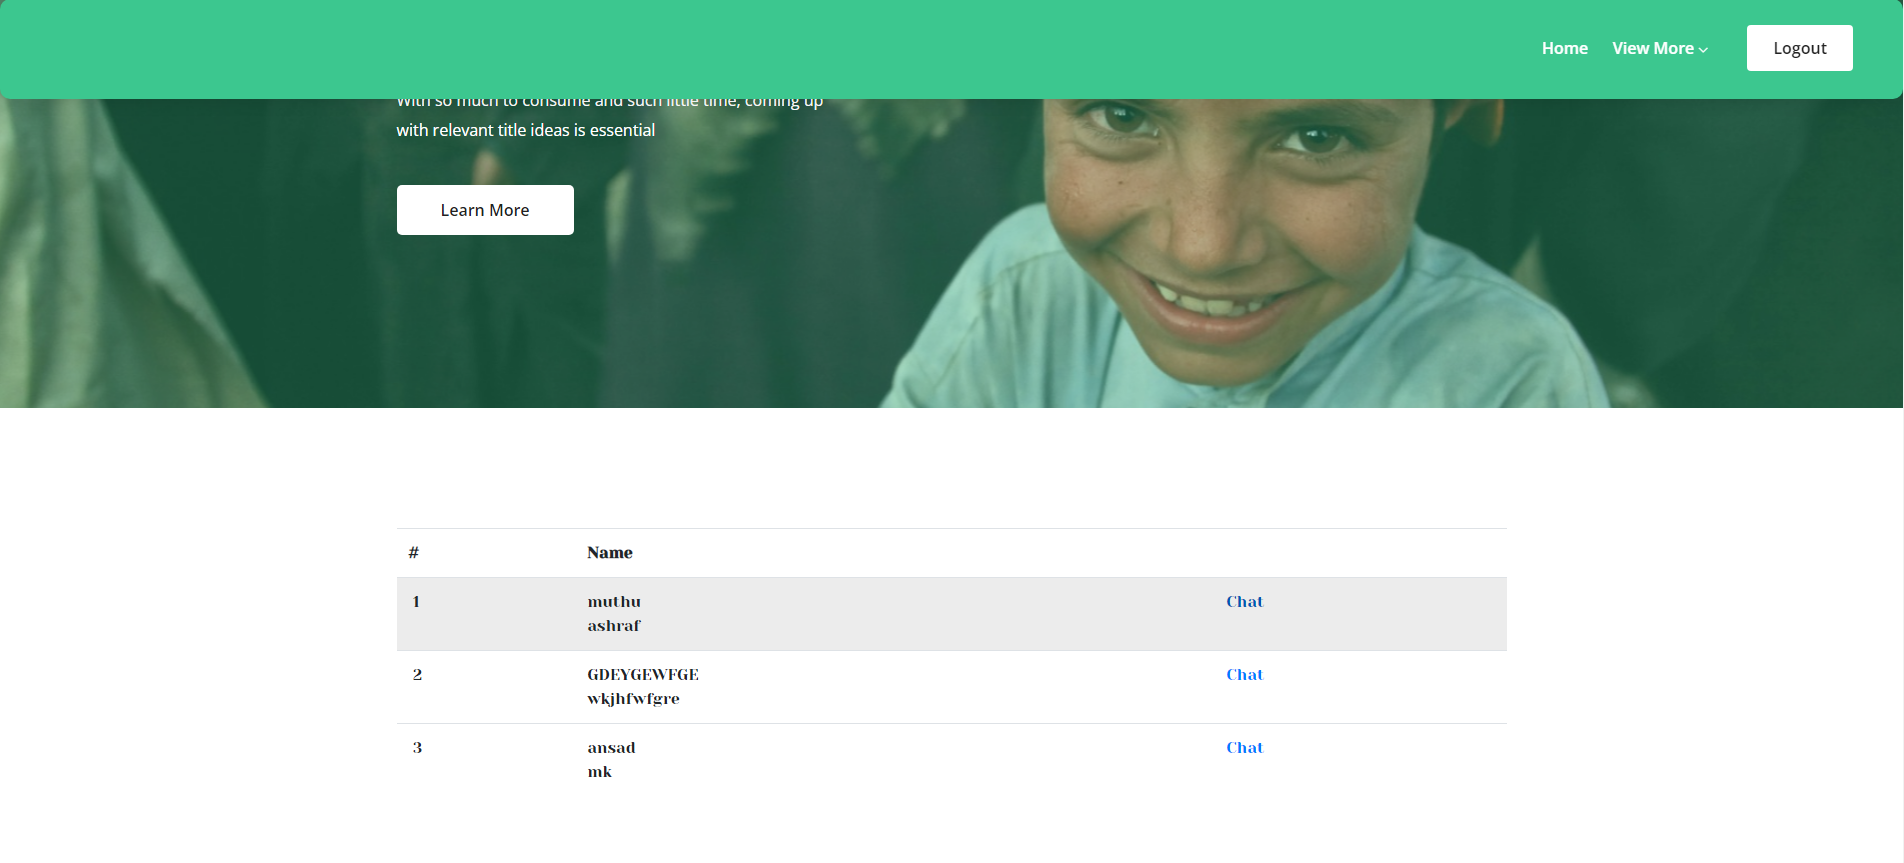 Home View More Logout
With so much to consume and such little time, coming up
with relevant title ideas is essential
Learn More
# Name
1 muthu Chat
ashraf
2 GDEYGEWFGE Chat
wkjhfwfgre
3 ansad Chat
mk